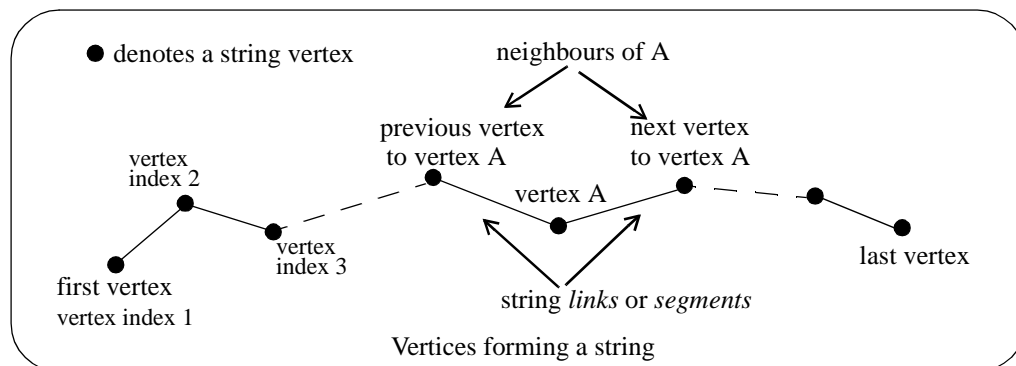 denotes a string vertex
neighbours of A
previous vertex
to vertex A
next vertex
to vertex A
vertex
index 2
vertex A
vertex
index 3
first vertex
vertex index 1
last vertex
string links or segments
Vertices forming a string